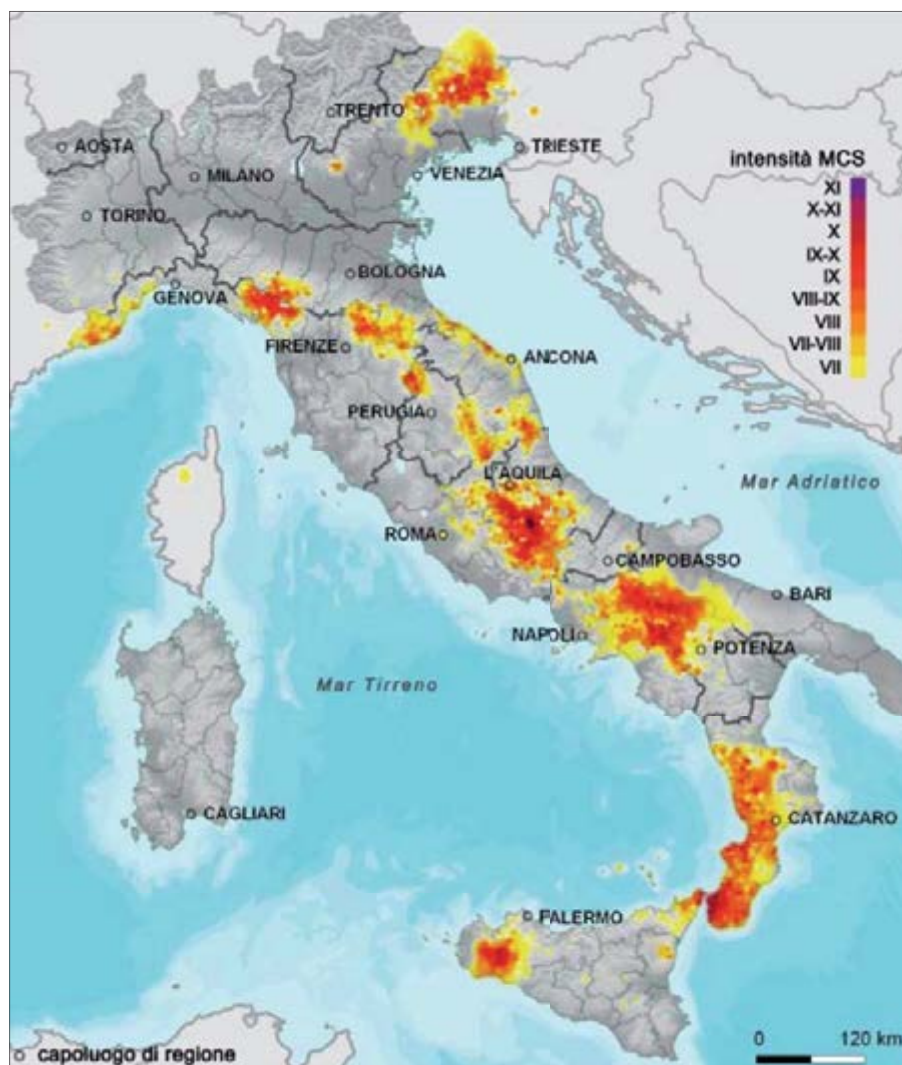 TRENTO
AOSTA
TRIESTE
MILANO
VENEZIA
intensità MCS
XI
X-XI
X
IX-X
IX
VIII-IX
VIII
VII-VIII
VII
TORINO
BOLOGNA
GENOVA
FIRENZE
ANCONA
PERUGIA
L'AQUILA
Mar Adriatico
ROMA
CAMPOBASSO
BARI
NAPOLI
POTENZA
Mar Tirreno
CAGLIARI
CATANZARO
PALERMO
0 120 km
capoluogo di regione